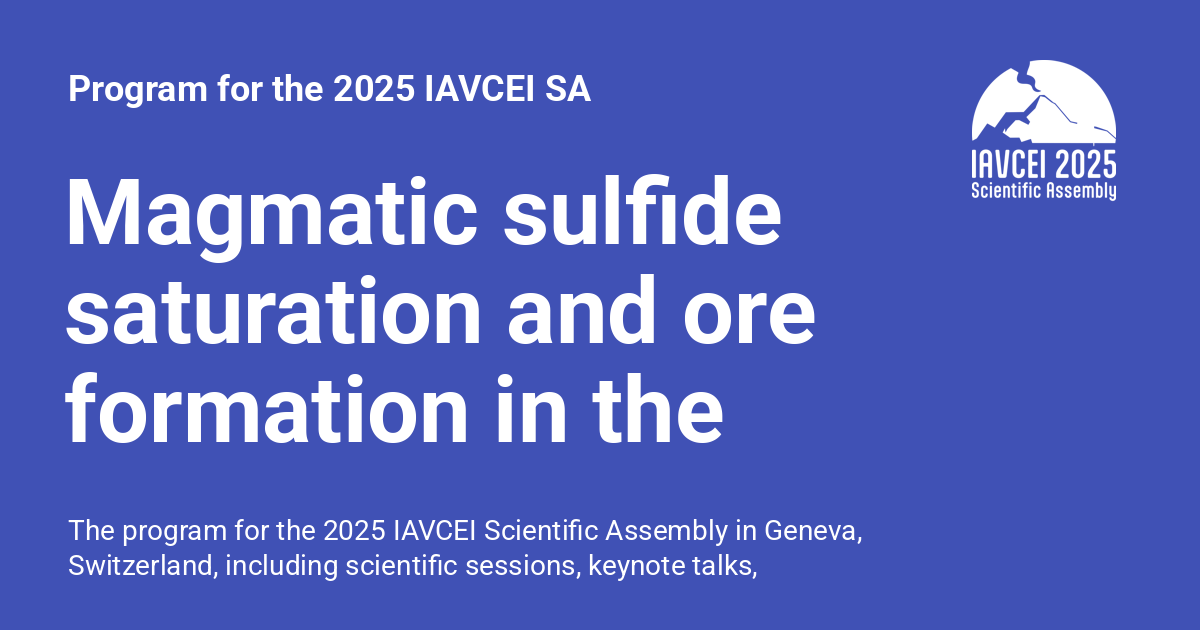 Program for the 2025 IAVCEI SA
IAVCEI 2025
Scientific Assembly
Magmatic sulfide
saturation and ore
formation in the
The program for the 2025 IAVCEI Scientific Assembly in Geneva,
Switzerland, including scientific sessions, keynote talks,